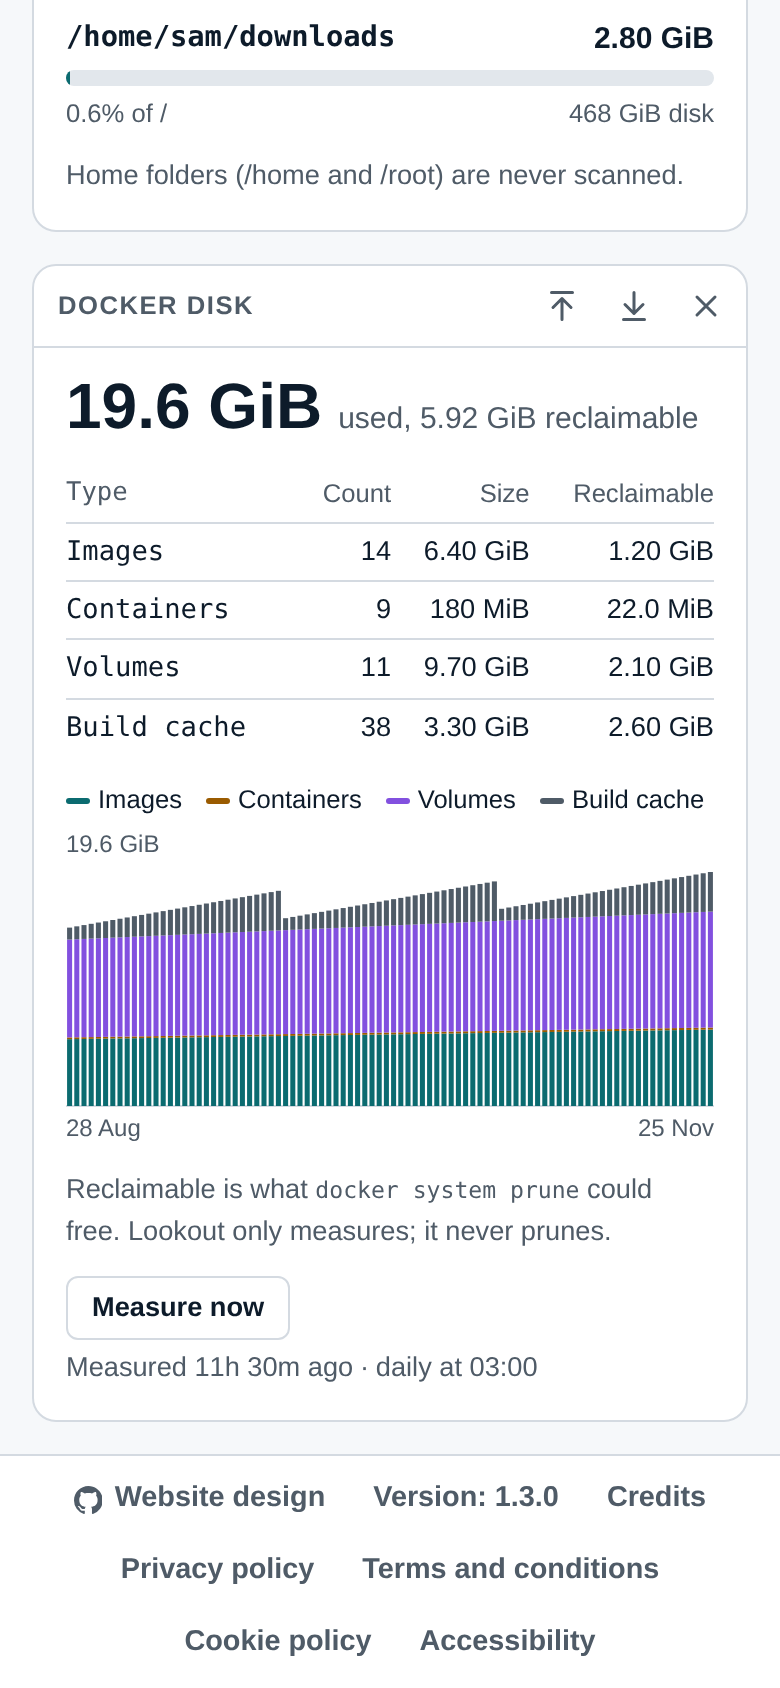 /home/sam/downloads 2.80 GiB
0.6% of / 468 GiB disk
Home folders (/home and /root) are never scanned.
DOCKER DISK
19.6 GiB used, 5.92 GiB reclaimable
Type Count Size Reclaimable
Images 14 6.40 GiB 1.20 GiB
Containers 9 180 MiB 22.0 MiB
Volumes 11 9.70 GiB 2.10 GiB
Build cache 38 3.30 GiB 2.60 GiB
Images Containers Volumes Build cache
19.6 GiB
28 Aug 25 Nov
Reclaimable is what docker system prune could
free. Lookout only measures; it never prunes.
Measure now
Measured 11h 30m ago · daily at 03:00
Website design Version: 1.3.0 Credits
Privacy policy Terms and conditions
Cookie policy Accessibility